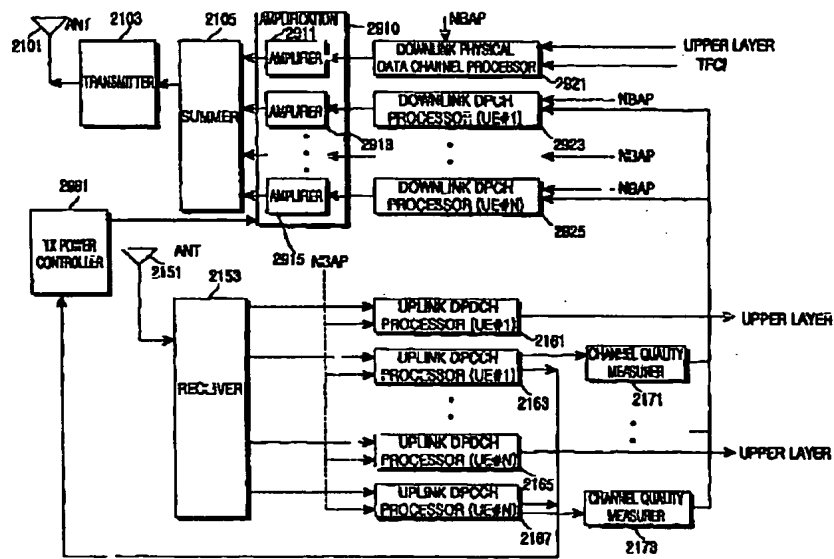 ANT
2101
2103
TRANSMITTER
2105
SUMMER
AMPLIFICATION
2910
2911
AMPLIFIER
AMPLIFIER
2913
AMPLIFIER
2915
NBAP
DOWNLINK PHYSICAL
DATA CHANNEL PROCESSOR
2921
UPPER LAYER
TFCI
DOWNLINK DPCH
PROCESSOR (UE#1)
2923
NBAP
NBAP
DOWNLINK DPCH
PROCESSOR (UE#N)
2925
NBAP
2981
TX POWER
CONTROLLER
ANT
2151
2153
RECEIVER
NBAP
UPLINK DPDCH
PROCESSOR (UE#1)
2161
UPPER LAYER
UPLINK DPCCH
PROCESSOR (UE#1)
2163
CHANNEL QUALITY
MEASURER
2171
UPLINK DPDCH
PROCESSOR (UE#N)
2165
UPPER LAYER
UPLINK DPCCH
PROCESSOR (UE#N)
2167
CHANNEL QUALITY
MEASURER
2173